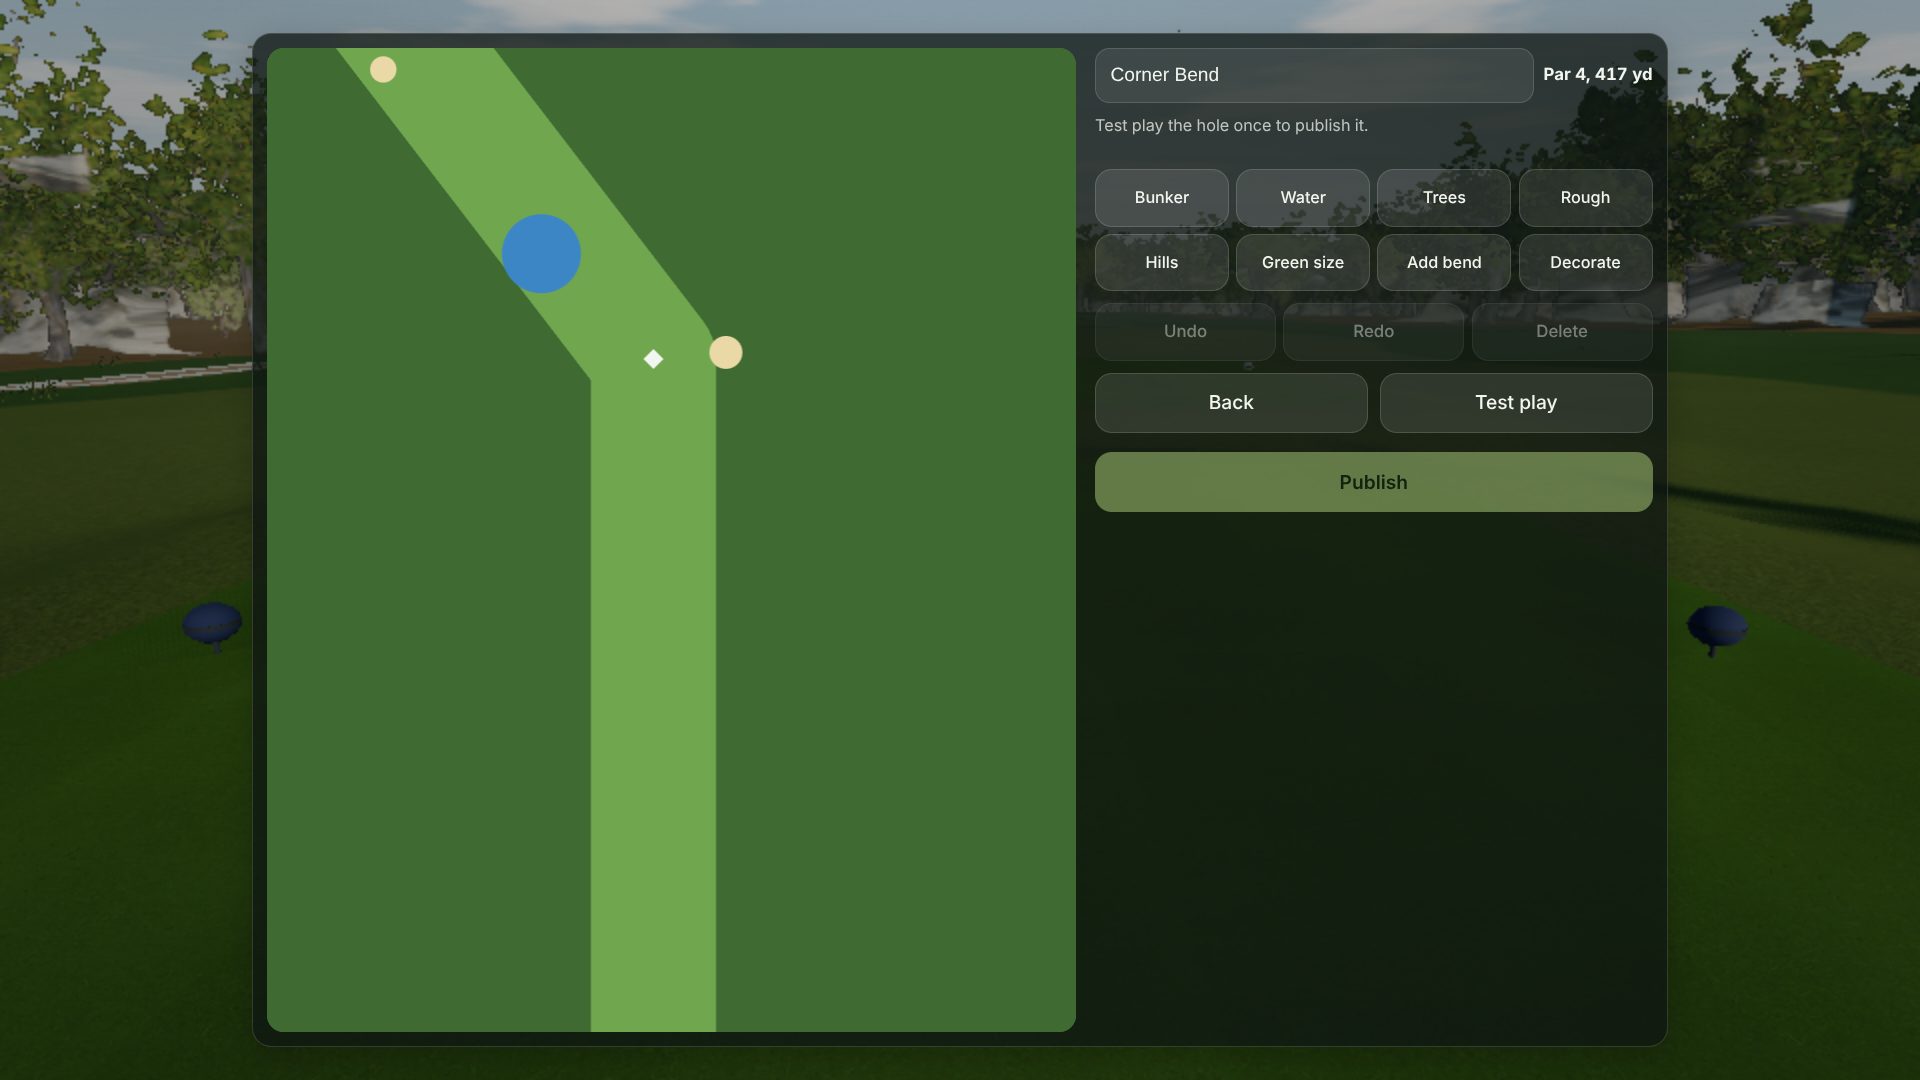 Corner Bend
Par 4, 417 yd
Test play the hole once to publish it.
Bunker
Water
Trees
Rough
Hills
Green size
Add bend
Decorate
Undo
Redo
Delete
Back
Test play
Publish